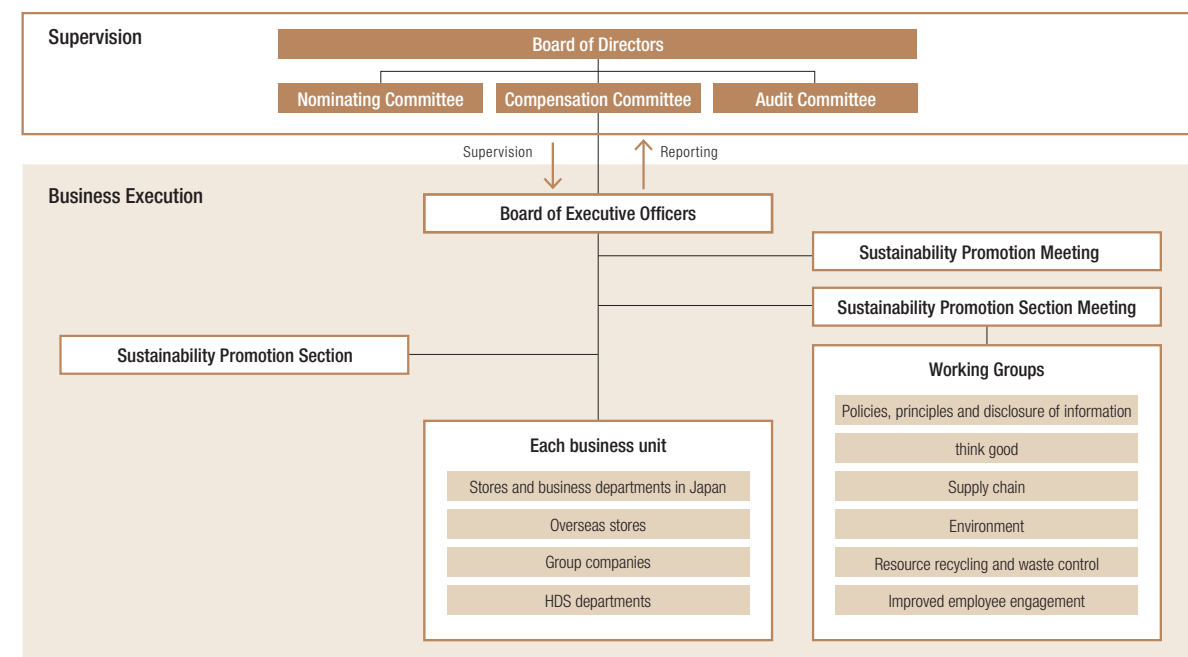 Supervision
Board of Directors
Nominating Committee
Compensation Committee
Audit Committee
Supervision
Reporting
Business Execution
Board of Executive Officers
Sustainability Promotion Meeting
Sustainability Promotion Section Meeting
Sustainability Promotion Section
Working Groups
Policies, principles and disclosure of information
think good
Supply chain
Environment
Resource recycling and waste control
Improved employee engagement
Each business unit
Stores and business departments in Japan
Overseas stores
Group companies
HDS departments